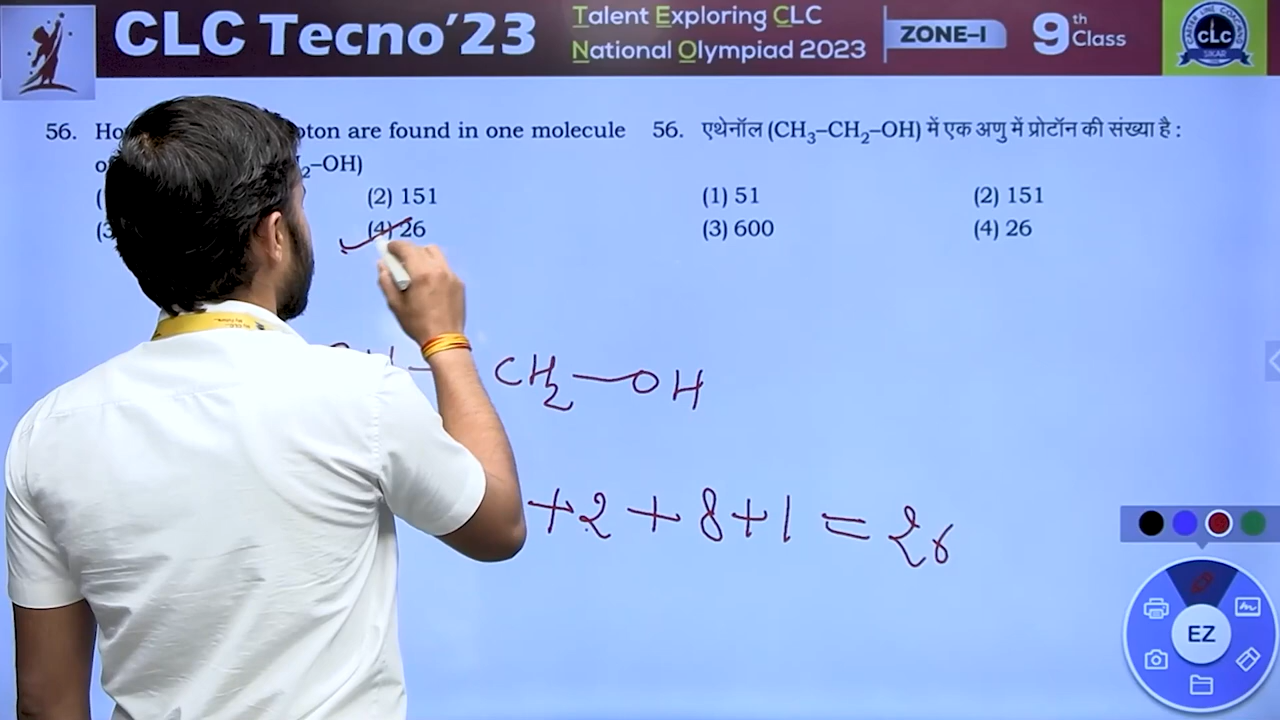 CLC Tecno'23
Talent Exploring CLC
National Olympiad 2023
ZONE–I
9th Class
CLC
SIKAR
56. Ho oton are found in one molecule
o 2–OH)
(2) 151
(3 (4) 26
56. एथेनॉल (CH3–CH2–OH) में एक अणु में प्रोटॉन की संख्या है :
(1) 51 (2) 151
(3) 600 (4) 26
CH2—OH
+2+8+1=26
EZ